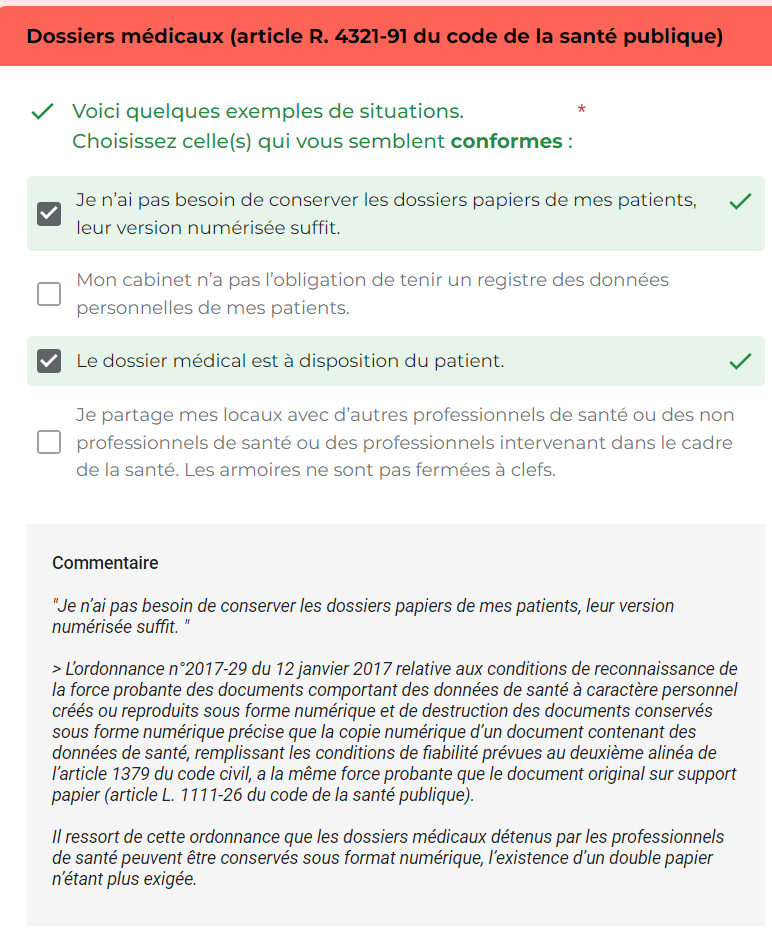 Dossiers médicaux (article R. 4321-91 du code de la santé publique)
Voici quelques exemples de situations. *
Choisissez celle(s) qui vous semblent conformes :
Je n’ai pas besoin de conserver les dossiers papiers de mes patients,
leur version numérisée suffit.
Mon cabinet n’a pas l’obligation de tenir un registre des données
personnelles de mes patients.
Le dossier médical est à disposition du patient.
Je partage mes locaux avec d’autres professionnels de santé ou des non
professionnels de santé ou des professionnels intervenant dans le cadre
de la santé. Les armoires ne sont pas fermées à clefs.
Commentaire
"Je n’ai pas besoin de conserver les dossiers papiers de mes patients, leur version
numérisée suffit. "
> L’ordonnance n°2017-29 du 12 janvier 2017 relative aux conditions de reconnaissance de
la force probante des documents comportant des données de santé à caractère personnel
créés ou reproduits sous forme numérique et de destruction des documents conservés
sous forme numérique précise que la copie numérique d’un document contenant des
données de santé, remplissant les conditions de fiabilité prévues au deuxième alinéa de
l’article 1379 du code civil, a la même force probante que le document original sur support
papier (article L. 1111-26 du code de la santé publique).
Il ressort de cette ordonnance que les dossiers médicaux détenus par les professionnels
de santé peuvent être conservés sous format numérique, l’existence d’un double papier
n’étant plus exigée.